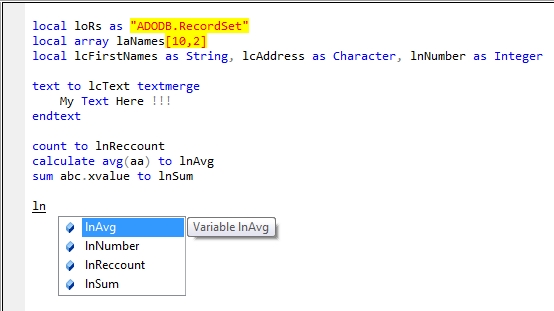 local loRs as "ADODB.RecordSet"
local array laNames[10,2]
local lcFirstNames as String, lcAddress as Character, lnNumber as Integer
text to lcText textmerge
My Text Here !!!
endtext
count to lnReccount
calculate avg(aa) to lnAvg
sum abc.xvalue to lnSum
ln
lnAvg
Variable lnAvg
lnNumber
lnReccount
lnSum